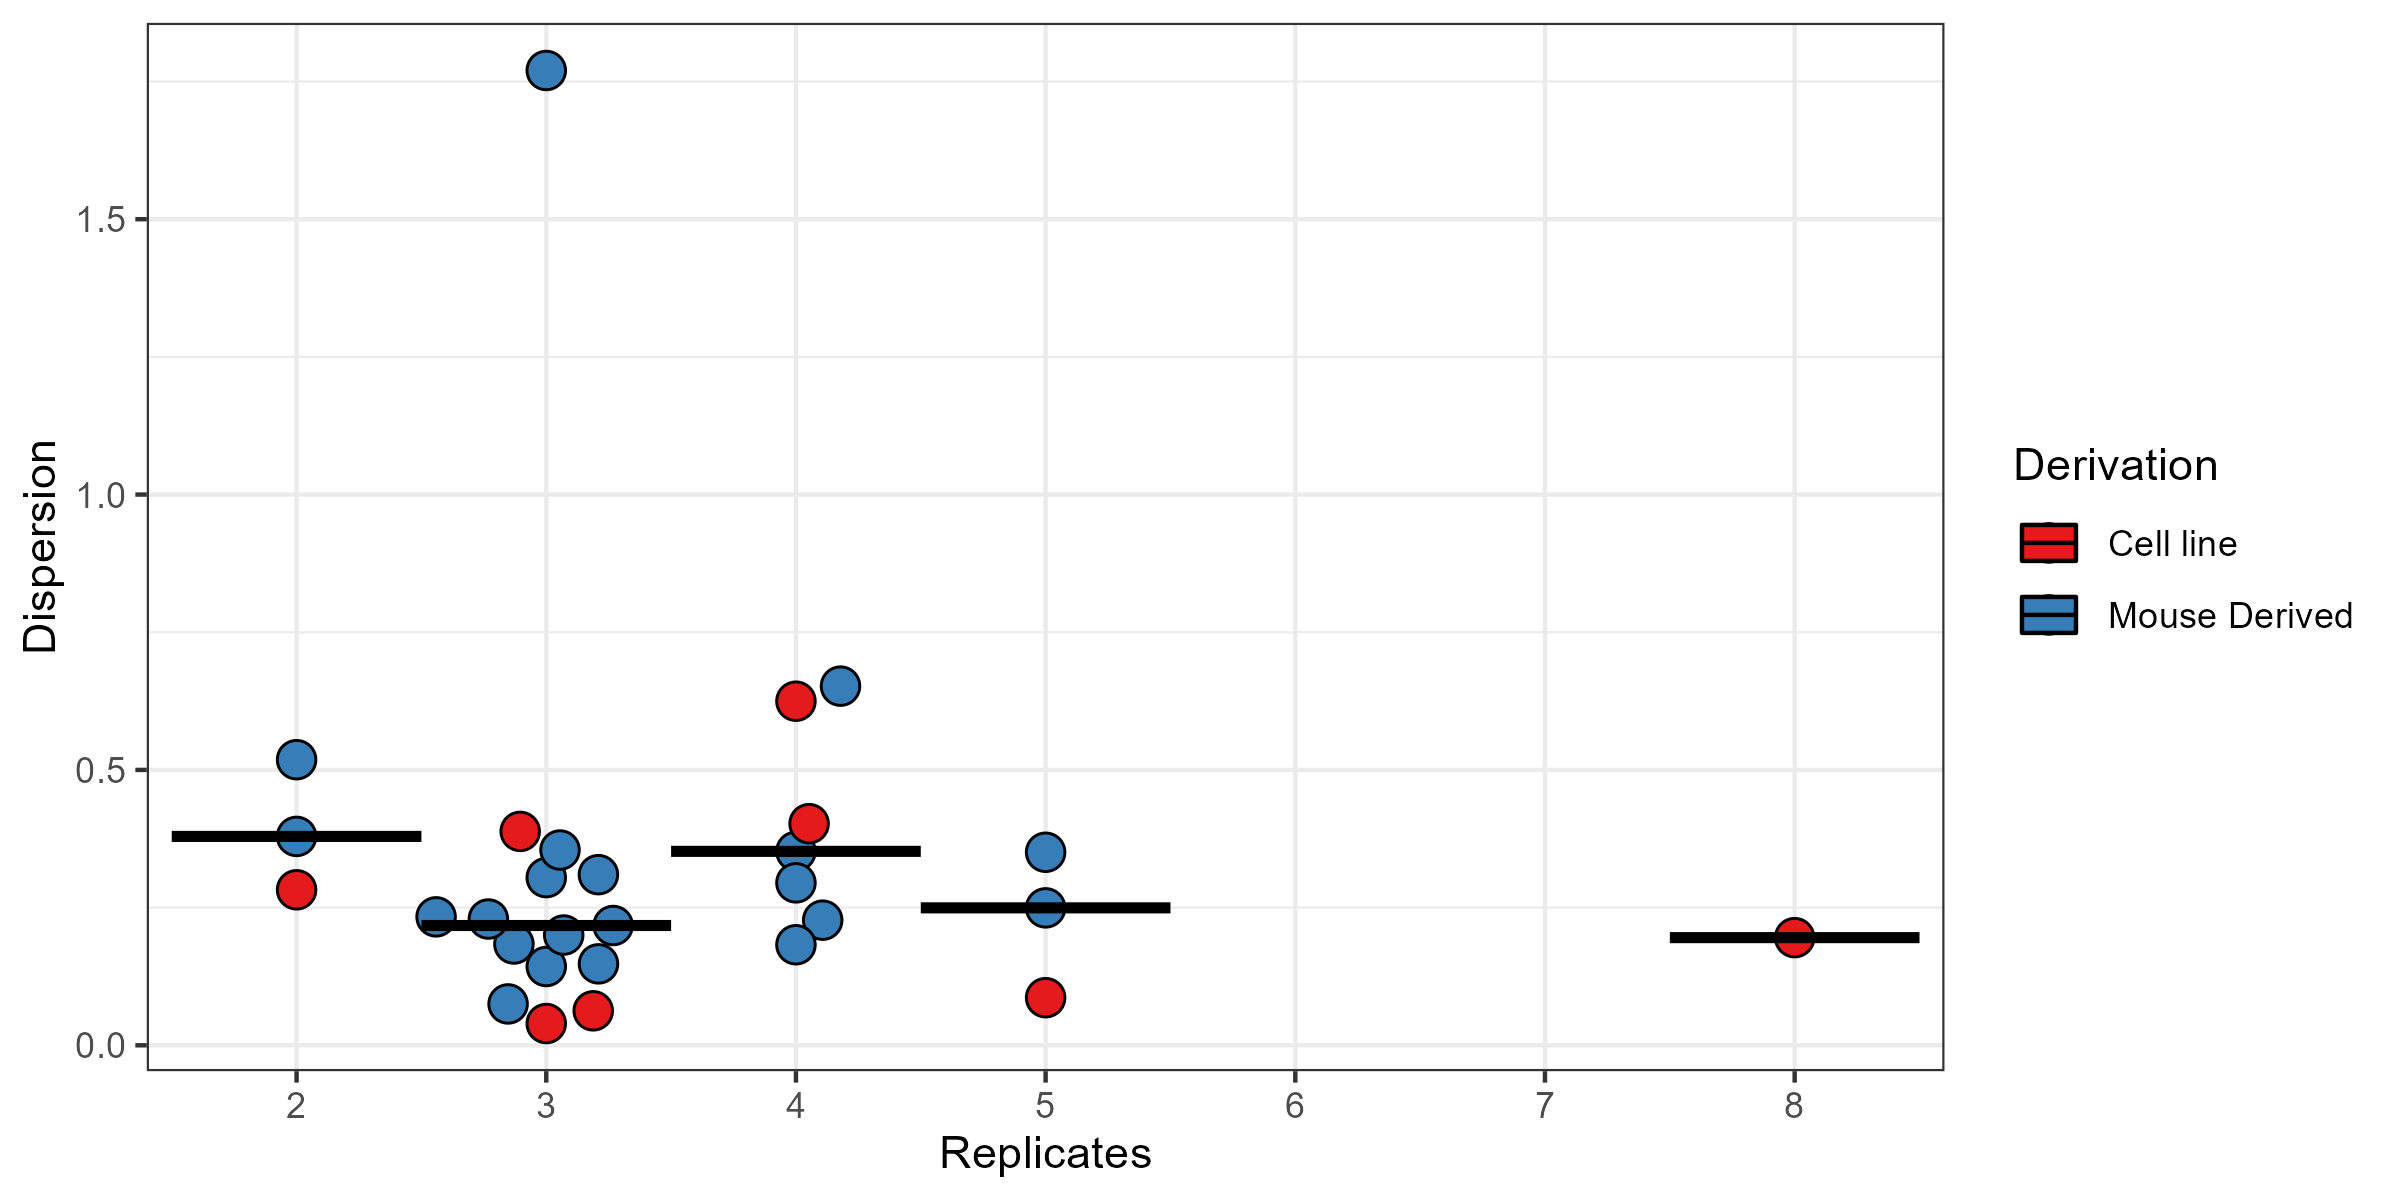 Dispersion
1.5
1.0
0.5
0.0
2 3 4 5 6 7 8
Replicates
Derivation
Cell line
Mouse Derived